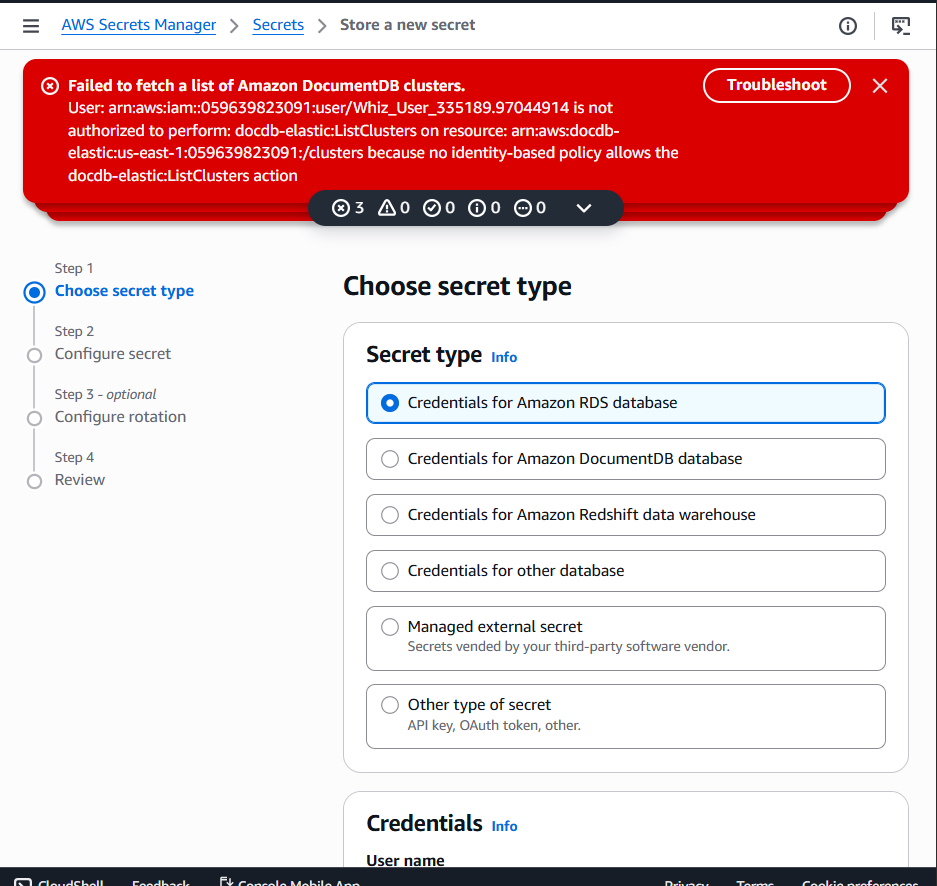 AWS Secrets Manager > Secrets > Store a new secret
Failed to fetch a list of Amazon DocumentDB clusters.
User: arn:aws:iam::059639823091:user/Whiz_User_335189.97044914 is not
authorized to perform: docdb-elastic:ListClusters on resource: arn:aws:docdb-
elastic:us-east-1:059639823091:/clusters because no identity-based policy allows the
docdb-elastic:ListClusters action
Troubleshoot
3 0 0 0 0
Step 1
Choose secret type
Step 2
Configure secret
Step 3 - optional
Configure rotation
Step 4
Review
Choose secret type
Secret type Info
Credentials for Amazon RDS database
Credentials for Amazon DocumentDB database
Credentials for Amazon Redshift data warehouse
Credentials for other database
Managed external secret
Secrets vended by your third-party software vendor.
Other type of secret
API key, OAuth token, other.
Credentials Info
User name
CloudShell Feedback Console Mobile App Privacy Terms Cookie preferences